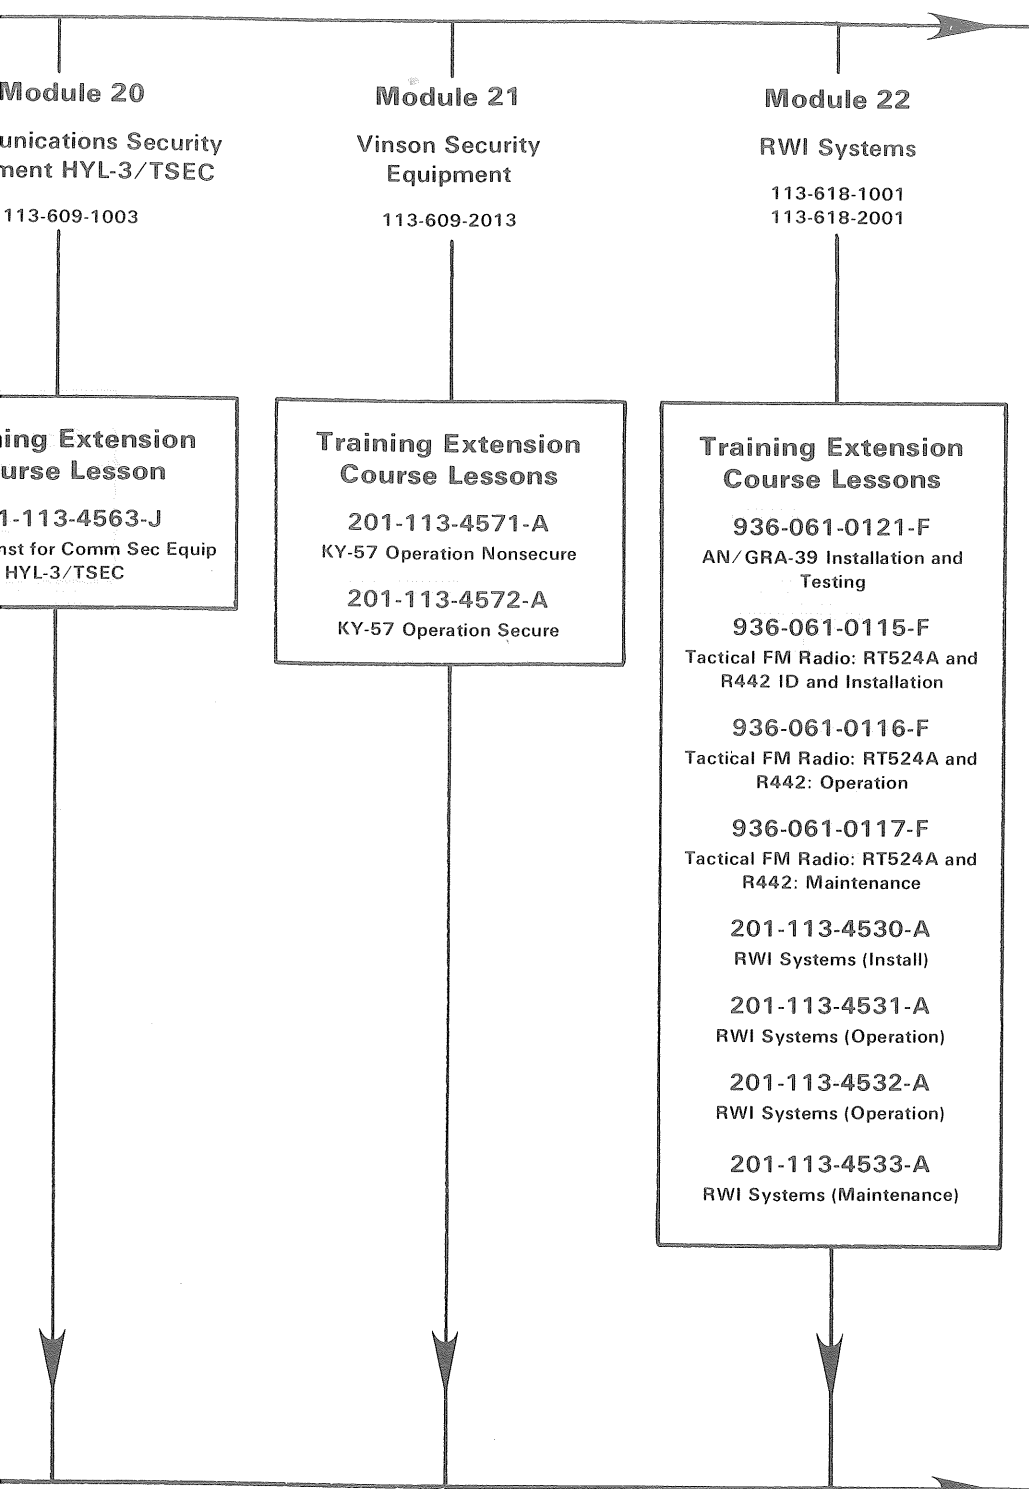 Module 20
unications Security
ment HYL-3/TSEC
113-609-1003
ing Extension
urse Lesson
1-113-4563-J
nst for Comm Sec Equip
HYL-3/TSEC
Module 21
Vinson Security
Equipment
113-609-2013
Training Extension
Course Lessons
201-113-4571-A
KY-57 Operation Nonsecure
201-113-4572-A
KY-57 Operation Secure
Module 22
RWI Systems
113-618-1001
113-618-2001
Training Extension
Course Lessons
936-061-0121-F
AN/GRA-39 Installation and
Testing
936-061-0115-F
Tactical FM Radio: RT524A and
R442 ID and Installation
936-061-0116-F
Tactical FM Radio: RT524A and
R442: Operation
936-061-0117-F
Tactical FM Radio: RT524A and
R442: Maintenance
201-113-4530-A
RWI Systems (Install)
201-113-4531-A
RWI Systems (Operation)
201-113-4532-A
RWI Systems (Operation)
201-113-4533-A
RWI Systems (Maintenance)